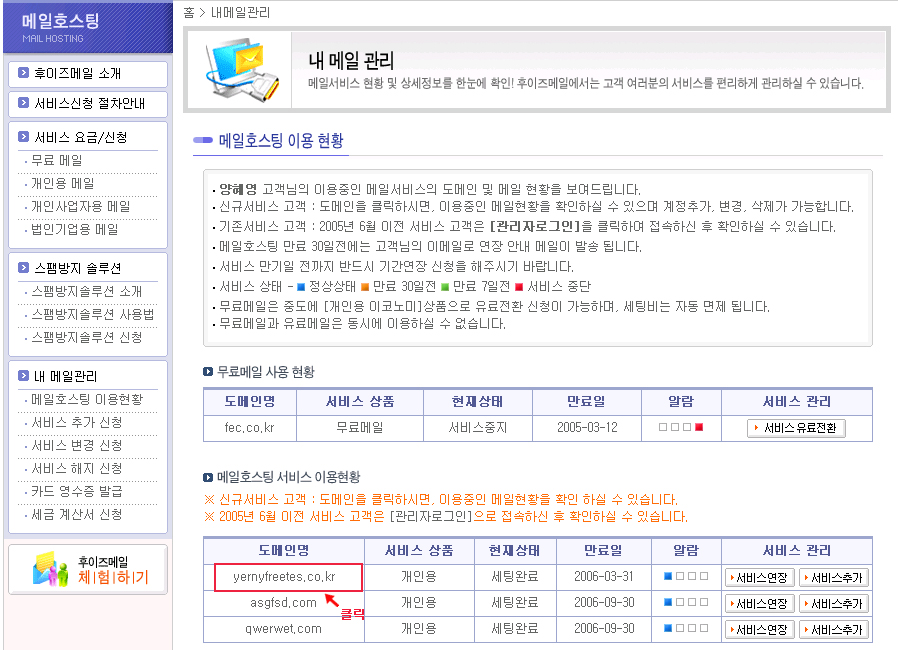 메일호스팅
MAIL HOSTING
후이즈메일 소개
서비스신청 절차안내
서비스 요금/신청
· 무료 메일
· 개인용 메일
· 개인사업자용 메일
· 법인기업용 메일
스팸방지 솔루션
· 스팸방지솔루션 소개
· 스팸방지솔루션 사용법
· 스팸방지솔루션 신청
내 메일관리
· 메일호스팅 이용현황
· 서비스 추가 신청
· 서비스 변경 신청
· 서비스 해지 신청
· 카드 영수증 발급
· 세금 계산서 신청
후이즈메일
체|험|하|기
홈 > 내메일관리
내 메일 관리
메일서비스 현황 및 상세정보를 한눈에 확인! 후이즈메일에서는 고객 여러분의 서비스를 편리하게 관리하실 수 있습니다.
메일호스팅 이용 현황
· 양혜영 고객님의 이용중인 메일서비스의 도메인 및 메일 현황을 보여드립니다.
· 신규서비스 고객 : 도메인을 클릭하시면, 이용중인 메일현황을 확인하실 수 있으며 계정추가, 변경, 삭제가 가능합니다.
· 기존서비스 고객 : 2005년 6월 이전 서비스 고객은 [관리자로그인]을 클릭하여 접속하신 후 확인하실 수 있습니다.
· 메일호스팅 만료 30일전에는 고객님의 이메일로 연장 안내 메일이 발송 됩니다.
· 서비스 만기일 전까지 반드시 기간연장 신청을 해주시기 바랍니다.
· 서비스 상태 - 정상상태 만료 30일전 만료 7일전 서비스 중단
· 무료메일은 중도에 [개인용 이코노미]상품으로 유료전환 신청이 가능하며, 세팅비는 자동 면제 됩니다.
· 무료메일과 유료메일은 동시에 이용하실 수 없습니다.
무료메일 사용 현황
도메인명 서비스 상품 현재상태 만료일 알람 서비스 관리
fec.co.kr 무료메일 서비스중지 2005-03-12 서비스유료전환
메일호스팅 서비스 이용현황
※ 신규서비스 고객 : 도메인을 클릭하시면, 이용중인 메일현황을 확인 하실 수 있습니다.
※ 2005년 6월 이전 서비스 고객은 [관리자로그인]으로 접속하신 후 확인하실 수 있습니다.
도메인명 서비스 상품 현재상태 만료일 알람 서비스 관리
yernyfreetes.co.kr 개인용 세팅완료 2006-03-31 서비스연장 서비스추가
asgfsd.com 개인용 세팅완료 2006-09-30 서비스연장 서비스추가
클릭
qwerwet.com 개인용 세팅완료 2006-09-30 서비스연장 서비스추가